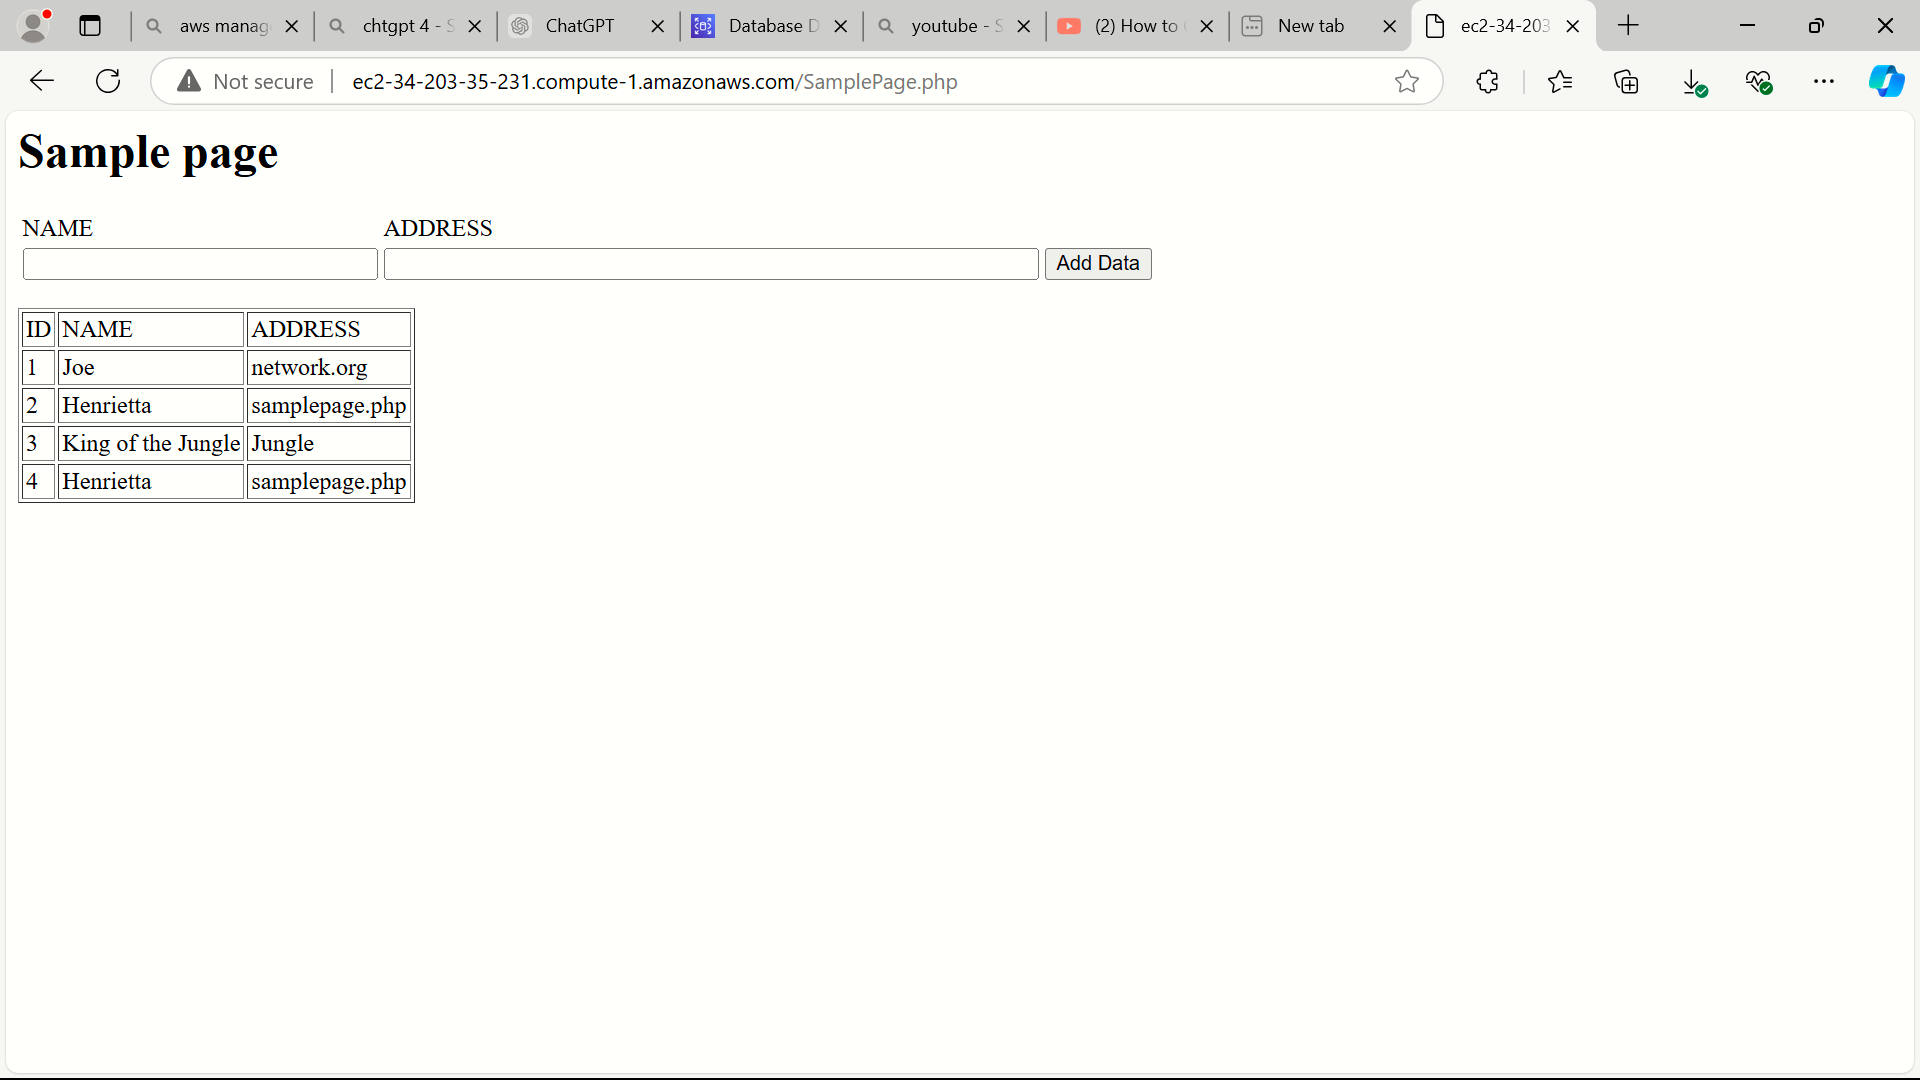 aws manag
chtgpt 4 - S
ChatGPT
Database D
youtube - S
(2) How to
New tab
ec2-34-203
Not secure
ec2-34-203-35-231.compute-1.amazonaws.com/SamplePage.php
Sample page
NAME ADDRESS
Add Data
ID NAME ADDRESS
1 Joe network.org
2 Henrietta samplepage.php
3 King of the Jungle Jungle
4 Henrietta samplepage.php